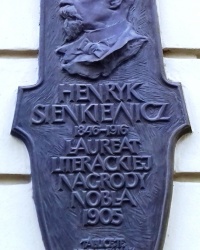 HENRYK
SIENKIEWICZ
1846-1916
LAUREAT
LITERACKIEJ
NAGRODY
NOBLA
1905